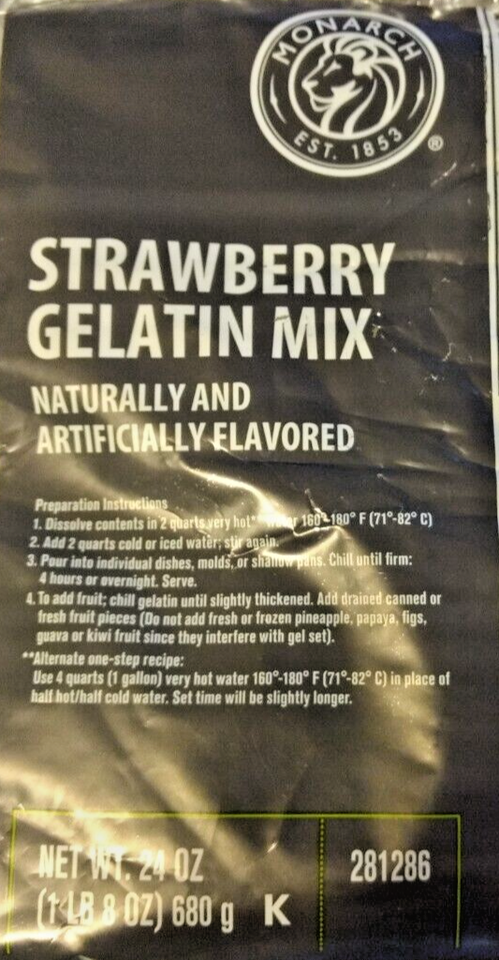 MONARCH
EST. 1853
®
STRAWBERRY
GELATIN MIX
NATURALLY AND
ARTIFICIALLY FLAVORED
Preparation Instructions
1. Dissolve contents in 2 quarts very hot** water 160°-180° F (71°-82° C)
2. Add 2 quarts cold or iced water; stir again.
3. Pour into individual dishes, molds, or shallow pans. Chill until firm:
4 hours or overnight. Serve.
4. To add fruit; chill gelatin until slightly thickened. Add drained canned or
fresh fruit pieces (Do not add fresh or frozen pineapple, papaya, figs,
guava or kiwi fruit since they interfere with gel set).
**Alternate one-step recipe:
Use 4 quarts (1 gallon) very hot water 160°-180° F (71°-82° C) in place of
half hot/half cold water. Set time will be slightly longer.
NET WT. 24 OZ
(1 LB 8 OZ) 680 g K
281286